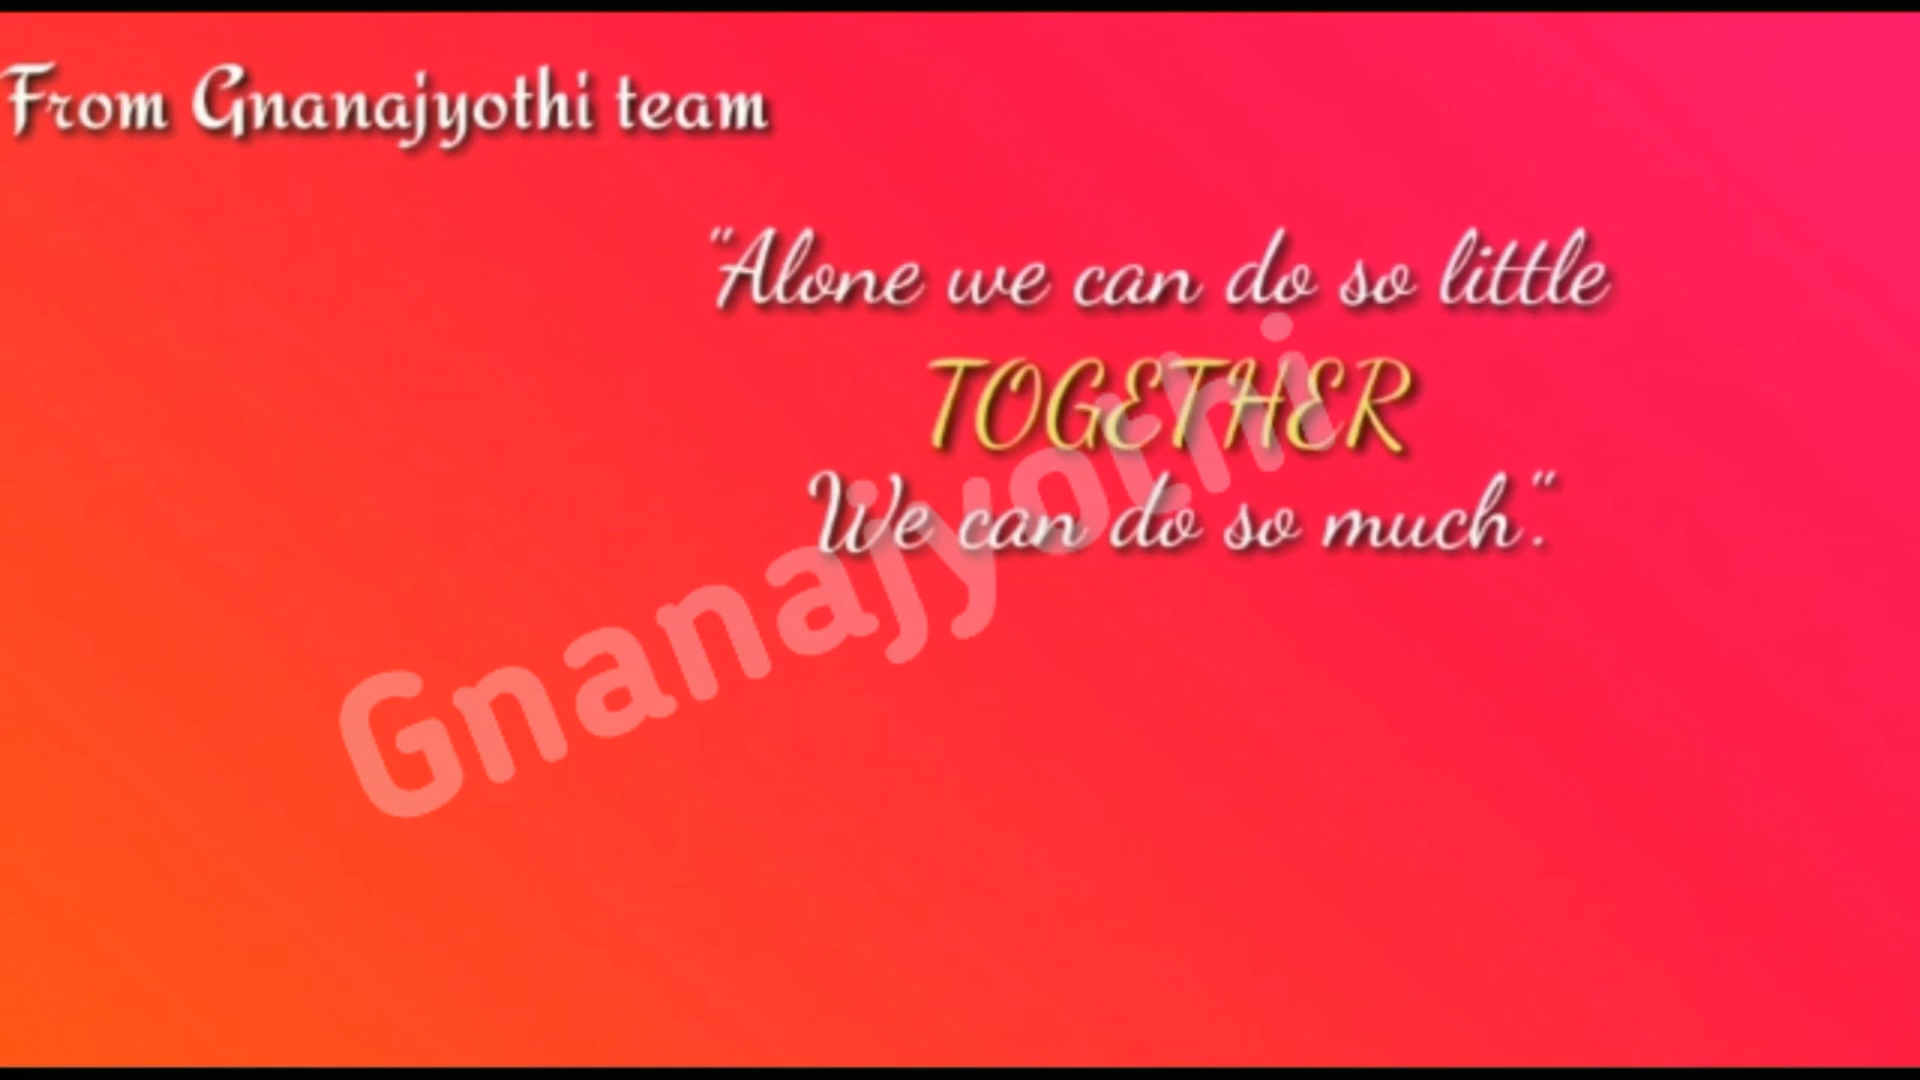 From Gnanajyothi team
"Alone we can do so little
TOGETHER
We can do so much."
Gnanajyothi